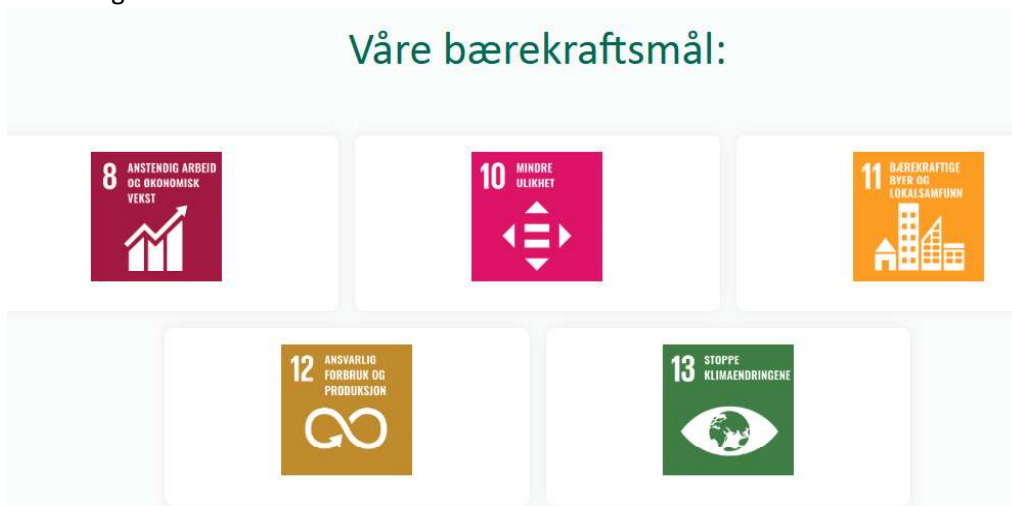 Våre bærekraftsmål:
8 ANSTENDIG ARBEID
OG ØKONOMISK
VEKST
10 MINDRE
ULIKHET
11 BÆREKRAFTIGE
BYER OG
LOKALSAMFUNN
12 ANSVARLIG
FORBRUK OG
PRODUKSJON
13 STOPPE
KLIMAENDRINGENE